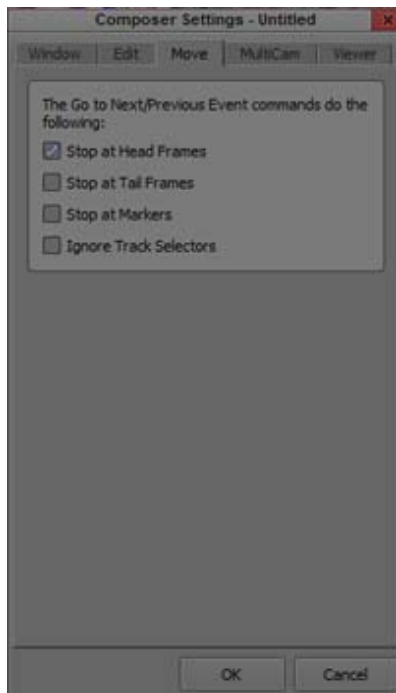 Composer Settings - Untitled
Window Edit Move MultiCam Viewer
The Go to Next/Previous Event commands do the
following:
Stop at Head Frames
Stop at Tail Frames
Stop at Markers
Ignore Track Selectors
OK Cancel